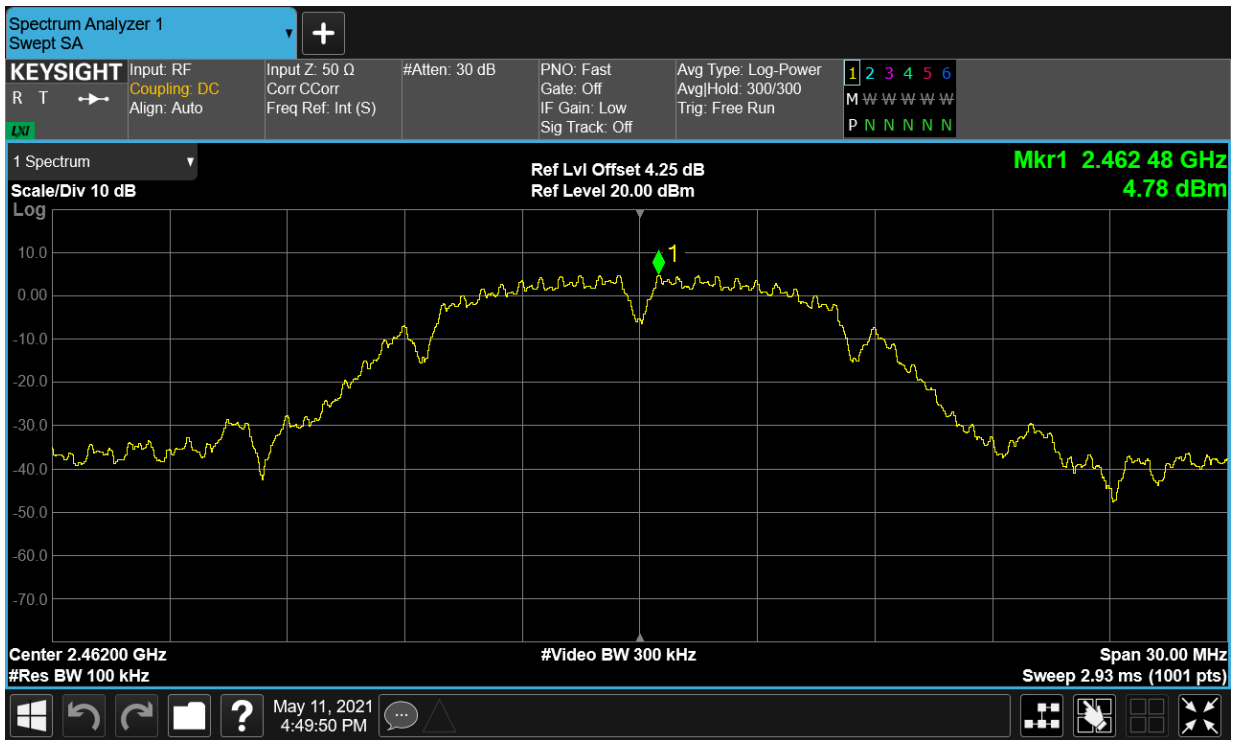 Spectrum Analyzer 1
Swept SA
+
KEYSIGHT Input: RF Input Z: 50 Ω #Atten: 30 dB PNO: Fast Avg Type: Log-Power 1 2 3 4 5 6
R T Coupling: DC Corr CCorr Gate: Off Avg|Hold: 300/300 M W W W W W
Align: Auto Freq Ref: Int (S) IF Gain: Low Trig: Free Run
LXI Sig Track: Off P N N N N N
1 Spectrum Ref Lvl Offset 4.25 dB Mkr1 2.462 48 GHz
Scale/Div 10 dB Ref Level 20.00 dBm 4.78 dBm
Log
10.0
1
0.00
-10.0
-20.0
-30.0
-40.0
-50.0
-60.0
-70.0
Center 2.46200 GHz #Video BW 300 kHz Span 30.00 MHz
#Res BW 100 kHz Sweep 2.93 ms (1001 pts)
? May 11, 2021
4:49:50 PM